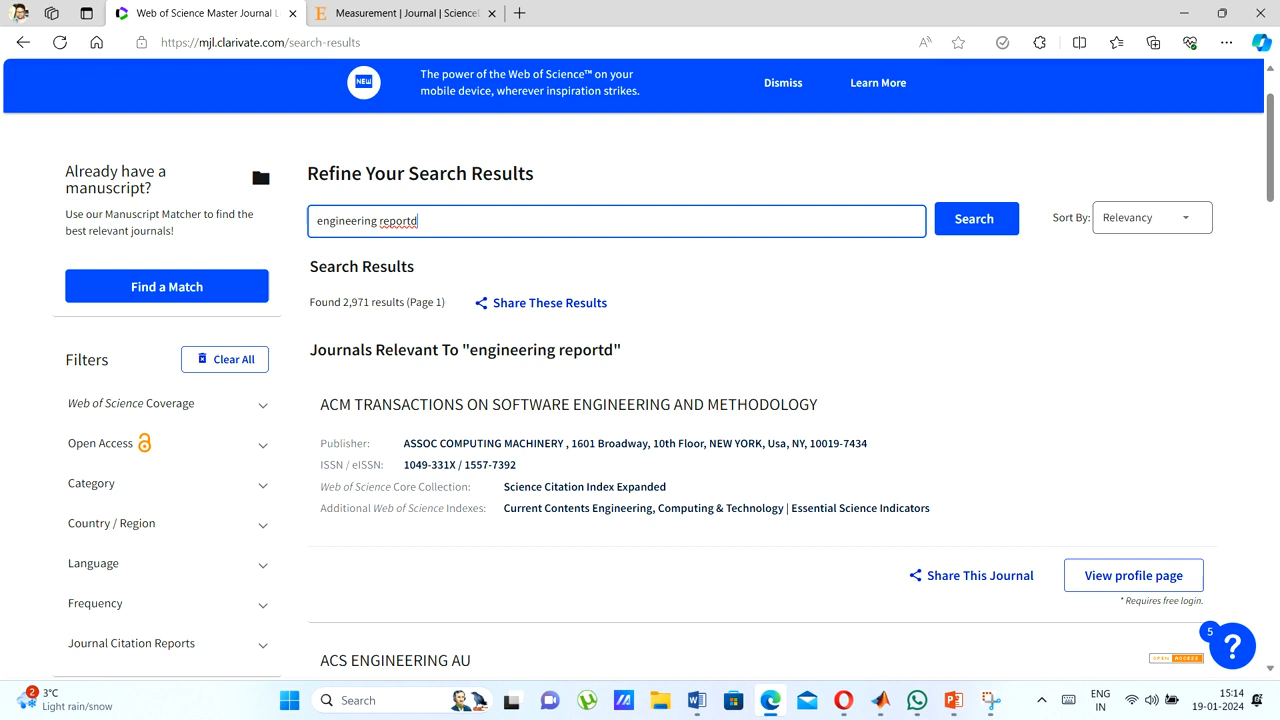 Web of Science Master Journal L
Measurement | Journal | Science
https://mjl.clarivate.com/search-results
NEW
The power of the Web of Science™ on your
mobile device, wherever inspiration strikes.
Dismiss
Learn More
Already have a
manuscript?
Use our Manuscript Matcher to find the
best relevant journals!
Find a Match
Refine Your Search Results
engineering reportd
Search
Sort By:
Relevancy
Search Results
Found 2,971 results (Page 1)
Share These Results
Filters
Clear All
Web of Science Coverage
Open Access
Category
Country / Region
Language
Frequency
Journal Citation Reports
Journals Relevant To "engineering reportd"
ACM TRANSACTIONS ON SOFTWARE ENGINEERING AND METHODOLOGY
Publisher: ASSOC COMPUTING MACHINERY , 1601 Broadway, 10th Floor, NEW YORK, Usa, NY, 10019-7434
ISSN / eISSN: 1049-331X / 1557-7392
Web of Science Core Collection: Science Citation Index Expanded
Additional Web of Science Indexes: Current Contents Engineering, Computing & Technology | Essential Science Indicators
Share This Journal
View profile page
* Requires free login.
ACS ENGINEERING AU
OPEN ACCESS
5
?
2
3°C
Light rain/snow
Search
ENG
IN
15:14
19-01-2024